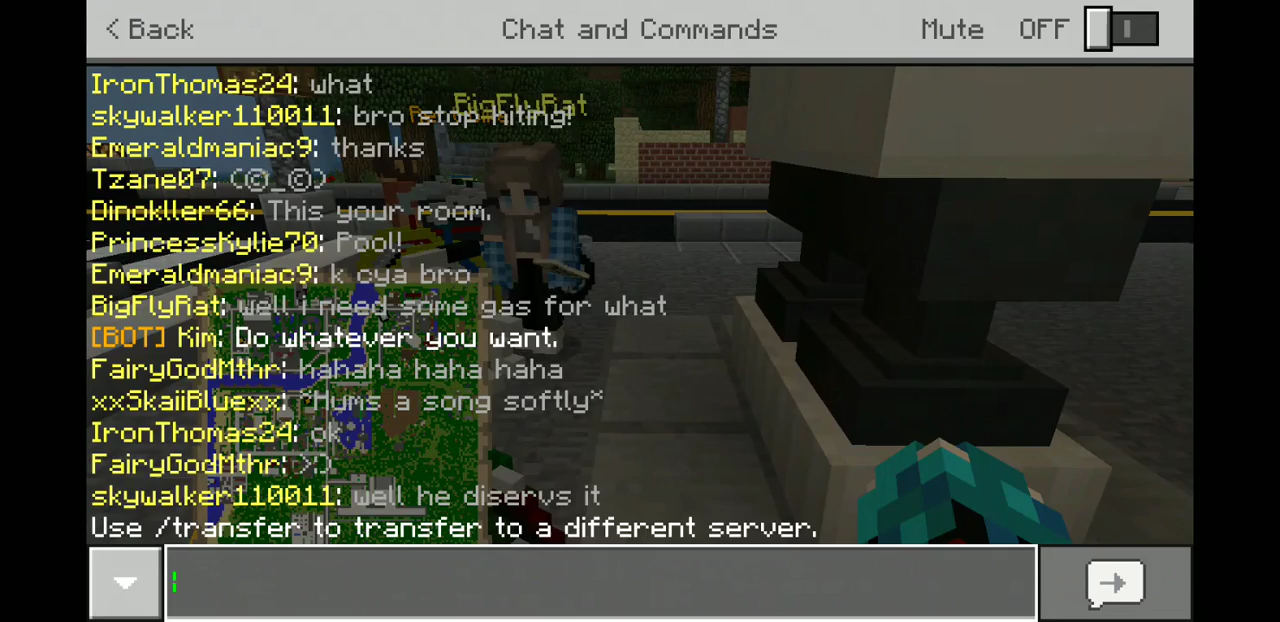 < Back
Chat and Commands
Mute OFF
BigFlyRat
IronThomas24: what
skywalker110011: bro stop hiting!
Emeraldmaniac9: thanks
Tzane07: (©_©)
Dinokller66: This your room.
PrincessKylie70: Pool!
Emeraldmaniac9: k cya bro
BigFlyRat: well i need some gas for what
[BOT] Kim: Do whatever you want.
FairyGodMthr: hahaha haha haha
xxSkaiiBluexx: *Hums a song softly*
IronThomas24: ok
FairyGodMthr: >:)
skywalker110011: well he diservs it
Use /transfer to transfer to a different server.